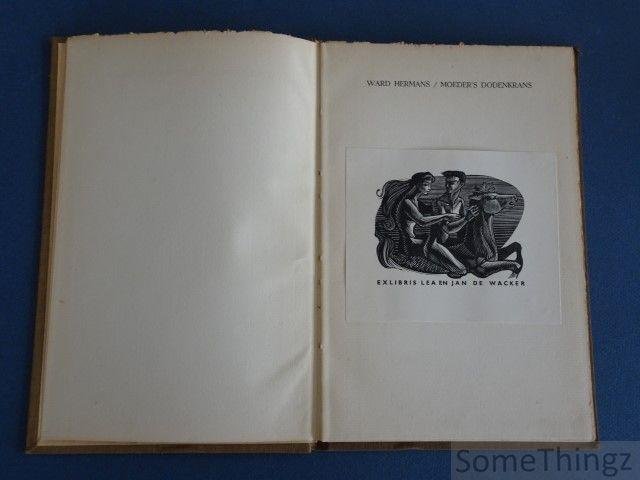 WARD HERMANS / MOEDER'S DODENKRANS
EXLIBRIS LEA EN JAN DE WACKER
SomeThingz